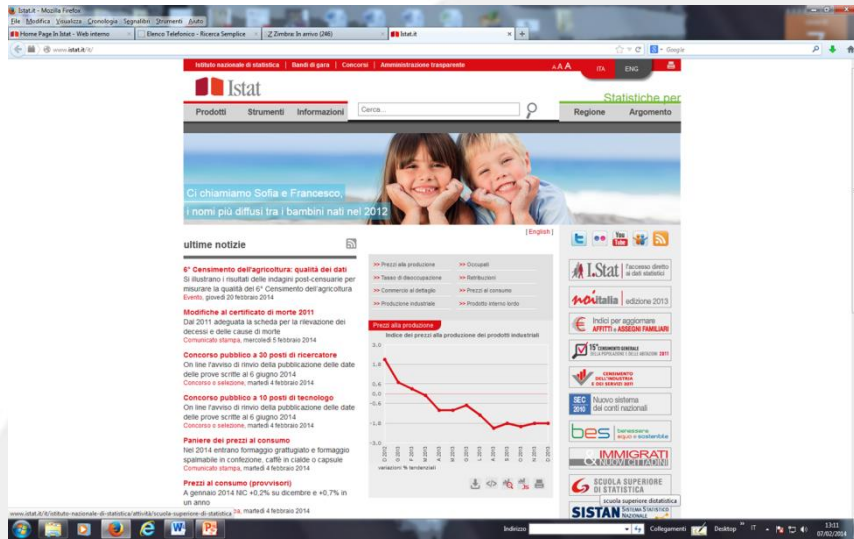 Istat.it - Mozilla Firefox
File Modifica Visualizza Cronologia Segnalibri Strumenti Aiuto
Home Page In Istat - Web interno
Elenco Telefonico - Ricerca Semplice
Zimbra: In arrivo (246)
Istat.it
www.istat.it/it/
Google
Istituto nazionale di statistica | Bandi di gara | Concorsi | Amministrazione trasparente
A A A
ITA
ENG
Istat
Statistiche per
Prodotti Strumenti Informazioni
Cerca...
Regione Argomento
Ci chiamiamo Sofia e Francesco,
i nomi più diffusi tra i bambini nati nel 2012
[English]
ultime notizie
6° Censimento dell'agricoltura: qualità dei dati
Si illustrano i risultati delle indagini post-censuarie per
misurare la qualità del 6° Censimento dell'agricoltura
Evento, giovedì 20 febbraio 2014
Modifiche al certificato di morte 2011
Dal 2011 adeguata la scheda per la rilevazione dei
decessi e delle cause di morte
Comunicato stampa, mercoledì 5 febbraio 2014
Concorso pubblico a 30 posti di ricercatore
On line l'avviso di rinvio della pubblicazione delle date
delle prove scritte al 6 giugno 2014
Concorso e selezione, martedì 4 febbraio 2014
Concorso pubblico a 10 posti di tecnologo
On line l'avviso di rinvio della pubblicazione delle date
delle prove scritte al 6 giugno 2014
Concorso e selezione, martedì 4 febbraio 2014
Paniere dei prezzi al consumo
Nel 2014 entrano formaggio grattugiato e formaggio
spalmabile in confezione, caffè in cialde o capsule
Comunicato stampa, martedì 4 febbraio 2014
Prezzi al consumo (provvisori)
A gennaio 2014 NIC +0,2% su dicembre e +0,7% in
un anno
martedì 4 febbraio 2014
>> Prezzi alla produzione
>> Occupati
>> Tasso di disoccupazione
>> Retribuzioni
>> Commercio al dettaglio
>> Prezzi al consumo
>> Produzione industriale
>> Prodotto interno lordo
Prezzi alla produzione
Indice dei prezzi alla produzione dei prodotti industriali
variazioni % tendenziali
You Tube
I.Stat
l'accesso diretto
ai dati statistici
noi italia edizione 2013
Indici per aggiornare
AFFITTI e ASSEGNI FAMILIARI
15° CENSIMENTO GENERALE
DELLA POPOLAZIONE E DELLE ABITAZIONI 2011
CENSIMENTO
DELL'INDUSTRIA
E DEI SERVIZI 2011
SEC 2010
Nuovo sistema
dei conti nazionali
bes
benessere
equo e sostenibile
IMMIGRATI
& NUOVI CITTADINI
SCUOLA SUPERIORE
DI STATISTICA
scuola superiore distatistica
SISTAN SISTEMA STATISTICO
NAZIONALE
www.istat.it/it/istituto-nazionale-di-statistica/attività/scuola-superiore-di-statistica
Indirizzo
Collegamenti
Desktop
IT
13:11
07/02/2014